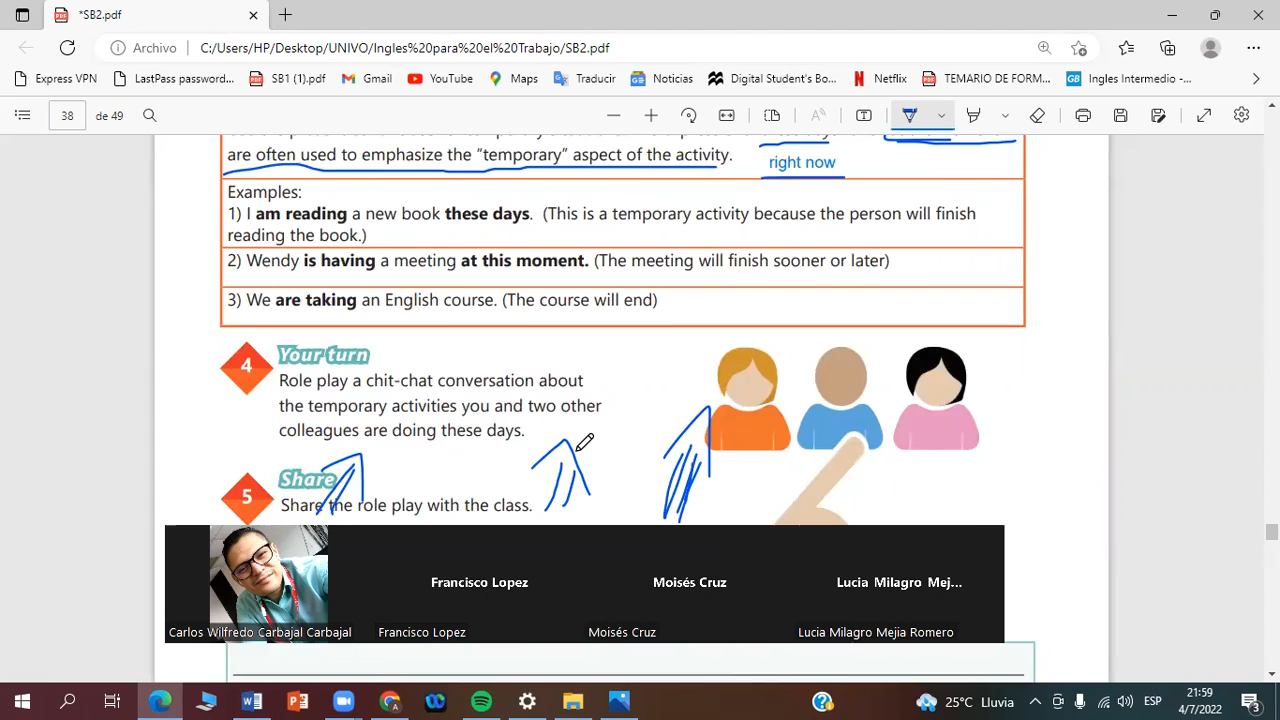 *SB2.pdf
Archivo
C:/Users/HP/Desktop/UNIVO/Ingles%20para%20el%20Trabajo/SB2.pdf
Express VPN
LastPass password...
SB1 (1).pdf
Gmail
YouTube
Maps
Traducir
Noticias
Digital Student's Bo...
Netflix
TEMARIO DE FORM...
Ingles Intermedio -...
38 de 49
are often used to emphasize the "temporary" aspect of the activity.
right now
Examples:
1) I am reading a new book these days. (This is a temporary activity because the person will finish
reading the book.)
2) Wendy is having a meeting at this moment. (The meeting will finish sooner or later)
3) We are taking an English course. (The course will end)
4 Your turn
Role play a chit-chat conversation about
the temporary activities you and two other
colleagues are doing these days.
5 Share
Share the role play with the class.
Francisco Lopez
Moisés Cruz
Lucia Milagro Mej...
Carlos Wilfredo Carbajal Carbajal
Francisco Lopez
Moisés Cruz
Lucia Milagro Mejia Romero
25°C Lluvia
ESP
21:59
4/7/2022
3